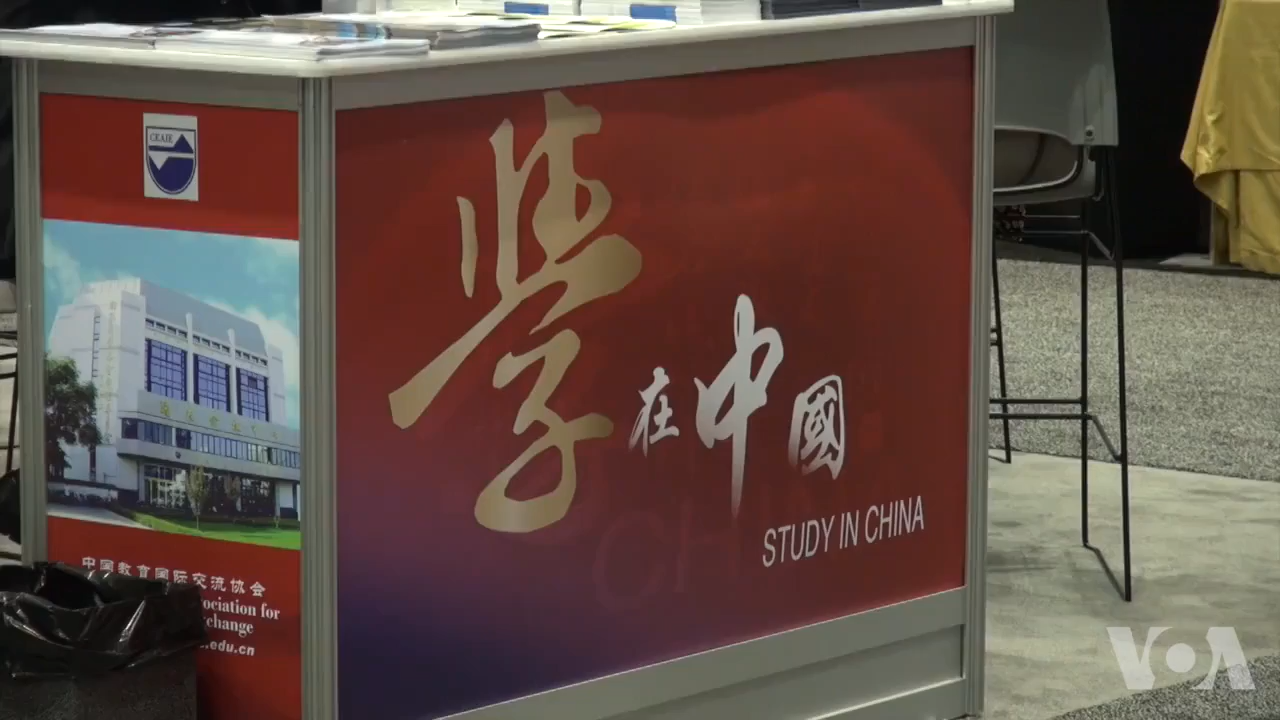 CEAIE
中国教育国际交流协会
ociation for
change
.edu.cn
學在中國
STUDY IN CHINA
VOA